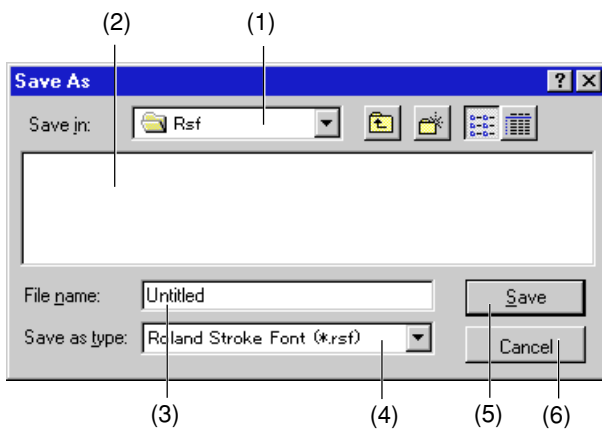 (2) (1)
Save As
Save in: Rsf
File name: Untitled Save
Save as type: Roland Stroke Font (*.rsf) Cancel
(3) (4) (5) (6)